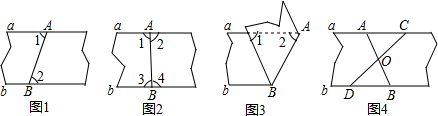 a A 1 2 b B
图1
a A 1 2 3 4 b B
图2
a 1 2 A b B
图3
a A C O b D B
图4